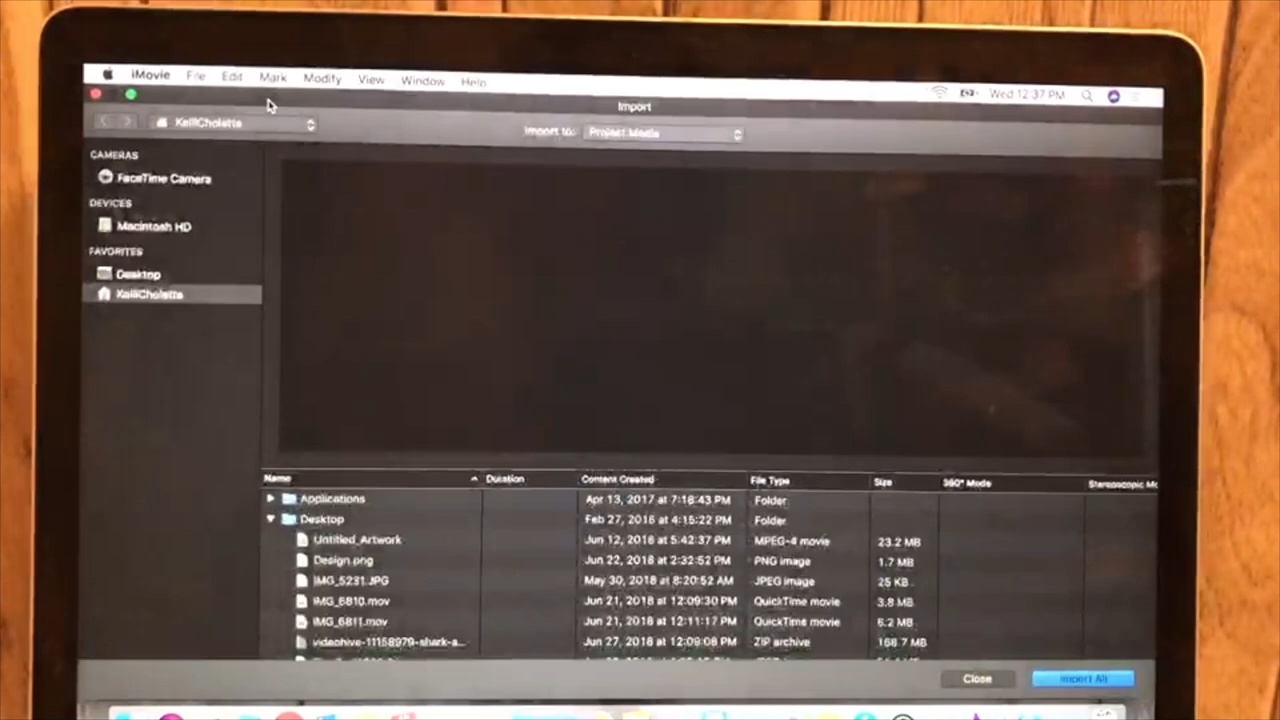 iMovie File Edit Mark Modify View Window Help Wed 12:37 PM
Import
KelliCholette Import to: Project Media
CAMERAS
FaceTime Camera
DEVICES
Macintosh HD
FAVORITES
Desktop
KelliCholette
Name Duration Content Created File Type Size 360° Mode Stereoscopic Mo
Applications Apr 13, 2017 at 7:16:43 PM Folder
Desktop Feb 27, 2018 at 4:15:22 PM Folder
Untitled_Artwork Jun 12, 2018 at 5:42:37 PM MPEG-4 movie 23.2 MB
Design.png Jun 22, 2018 at 2:32:52 PM PNG image 1.7 MB
IMG_5231.JPG May 30, 2018 at 8:20:52 AM JPEG image 25 KB
IMG_6810.mov Jun 21, 2018 at 12:09:30 PM QuickTime movie 3.8 MB
IMG_6811.mov Jun 21, 2018 at 12:11:17 PM QuickTime movie 6.2 MB
videohive-11158979-shark-a... Jun 27, 2018 at 12:09:08 PM ZIP archive 168.7 MB
Close Import All